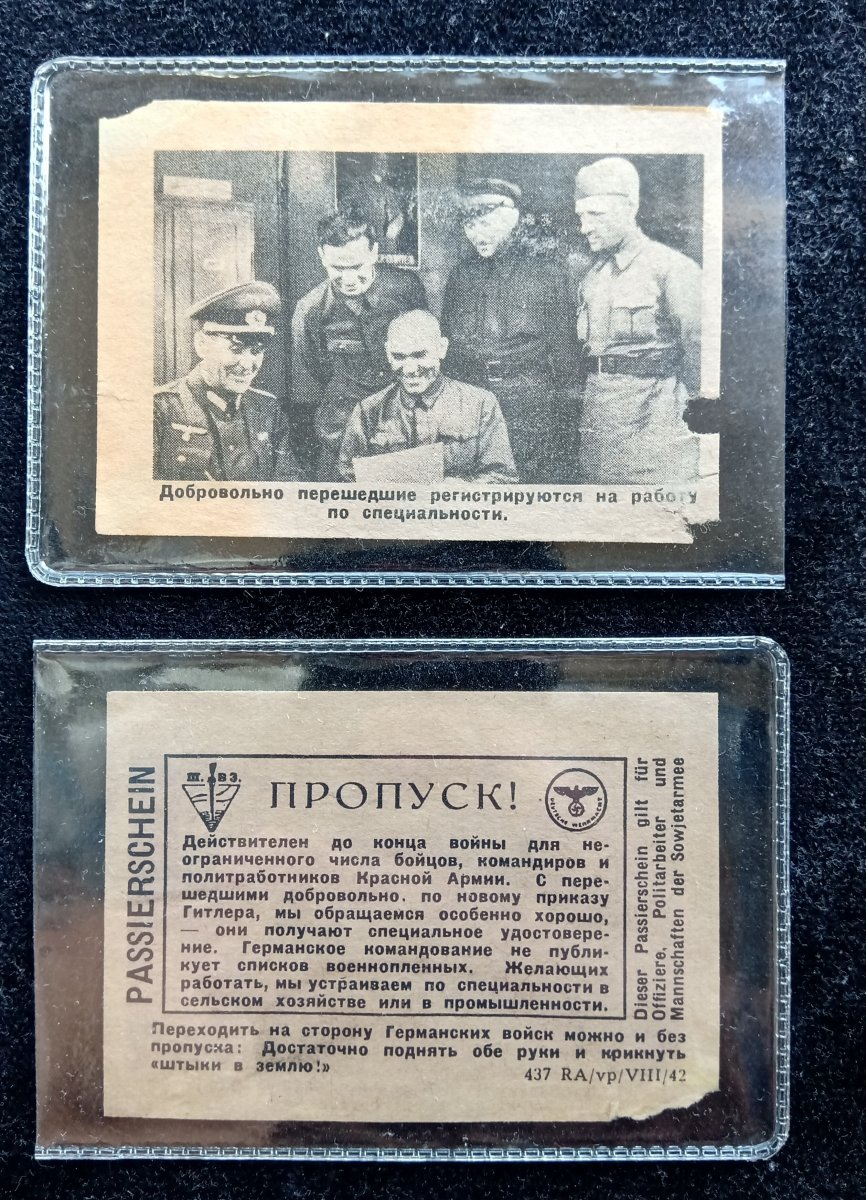 Добровольно перешедшие регистрируются на работу
по специальности.
PASSIERSCHEIN
Ш. В З.
ПРОПУСК!
DEUTSCHE WEHRMACHT
Действителен до конца войны для не-
ограниченного числа бойцов, командиров и
политработников Красной Армии. С пере-
шедшими добровольно, по новому приказу
Гитлера, мы обращаемся особенно хорошо,
— они получают специальное удостовере-
ние. Германское командование не публи-
кует списков военнопленных. Желающих
работать, мы устраиваем по специальности в
сельском хозяйстве или в промышленности.
Dieser Passierschein gilt für
Offiziere, Politarbeiter und
Mannschaften der Sowjetarmee
Переходить на сторону Германских войск можно и без
пропуска: Достаточно поднять обе руки и крикнуть
«штыки в землю!»
437 RA/vp/VIII/42